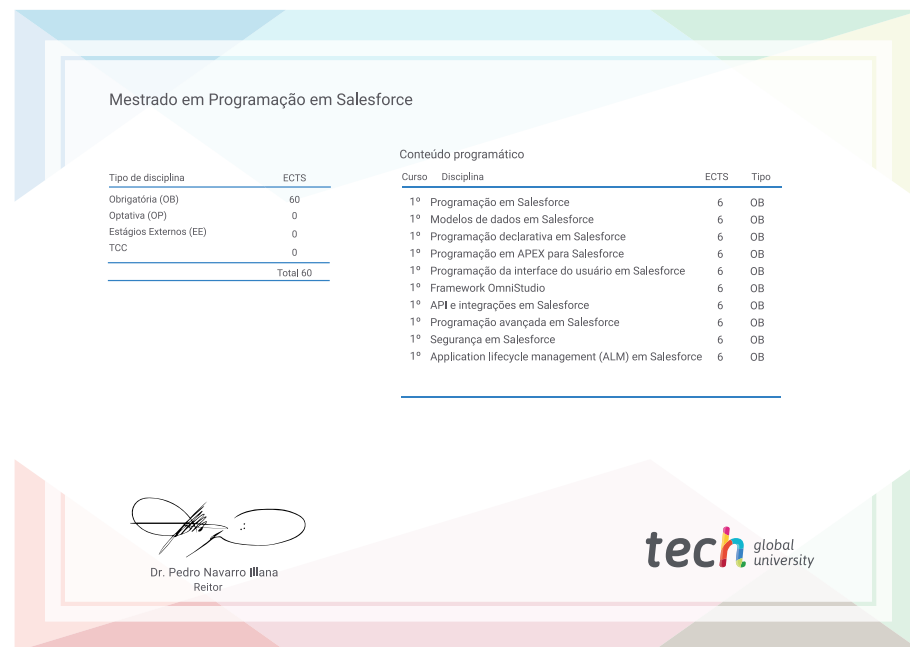 Mestrado em Programação em Salesforce
Tipo de disciplina ECTS
Obrigatória (OB) 60
Optativa (OP) 0
Estágios Externos (EE) 0
TCC 0
Total 60
Conteúdo programático
Curso Disciplina ECTS Tipo
1º Programação em Salesforce 6 OB
1º Modelos de dados em Salesforce 6 OB
1º Programação declarativa em Salesforce 6 OB
1º Programação em APEX para Salesforce 6 OB
1º Programação da interface do usuário em Salesforce 6 OB
1º Framework OmniStudio 6 OB
1º API e integrações em Salesforce 6 OB
1º Programação avançada em Salesforce 6 OB
1º Segurança em Salesforce 6 OB
1º Application lifecycle management (ALM) em Salesforce 6 OB
Dr. Pedro Navarro Illana
Reitor
tech global
university